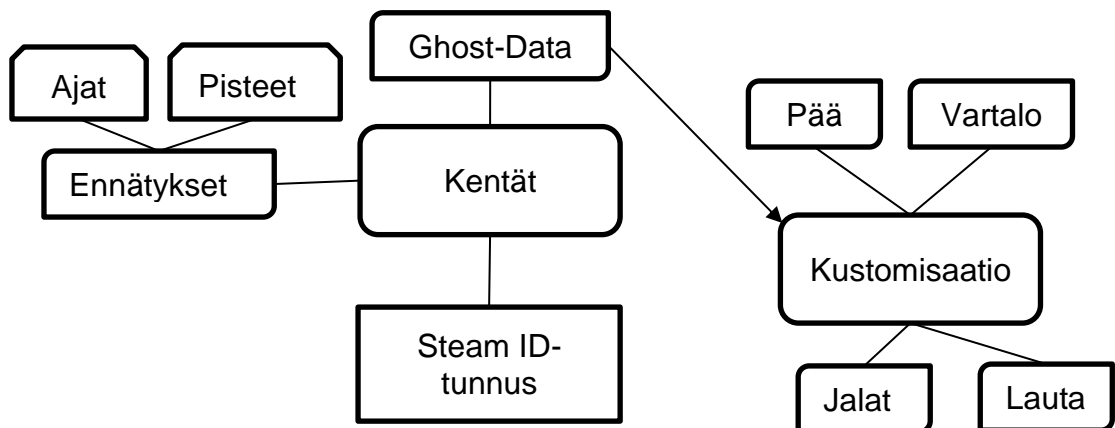 Ghost-Data
Ajat
Pisteet
Pää
Vartalo
Ennätykset
Kentät
Kustomisaatio
Steam ID-
tunnus
Jalat
Lauta